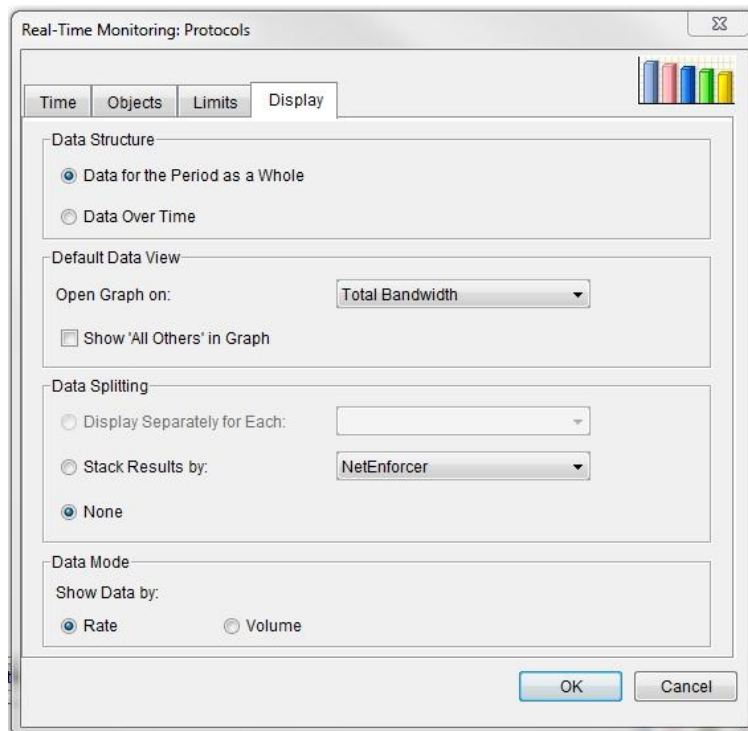 Real-Time Monitoring: Protocols
Time Objects Limits Display
Data Structure
Data for the Period as a Whole
Data Over Time
Default Data View
Open Graph on: Total Bandwidth
Show 'All Others' in Graph
Data Splitting
Display Separately for Each:
Stack Results by: NetEnforcer
None
Data Mode
Show Data by:
Rate Volume
OK Cancel